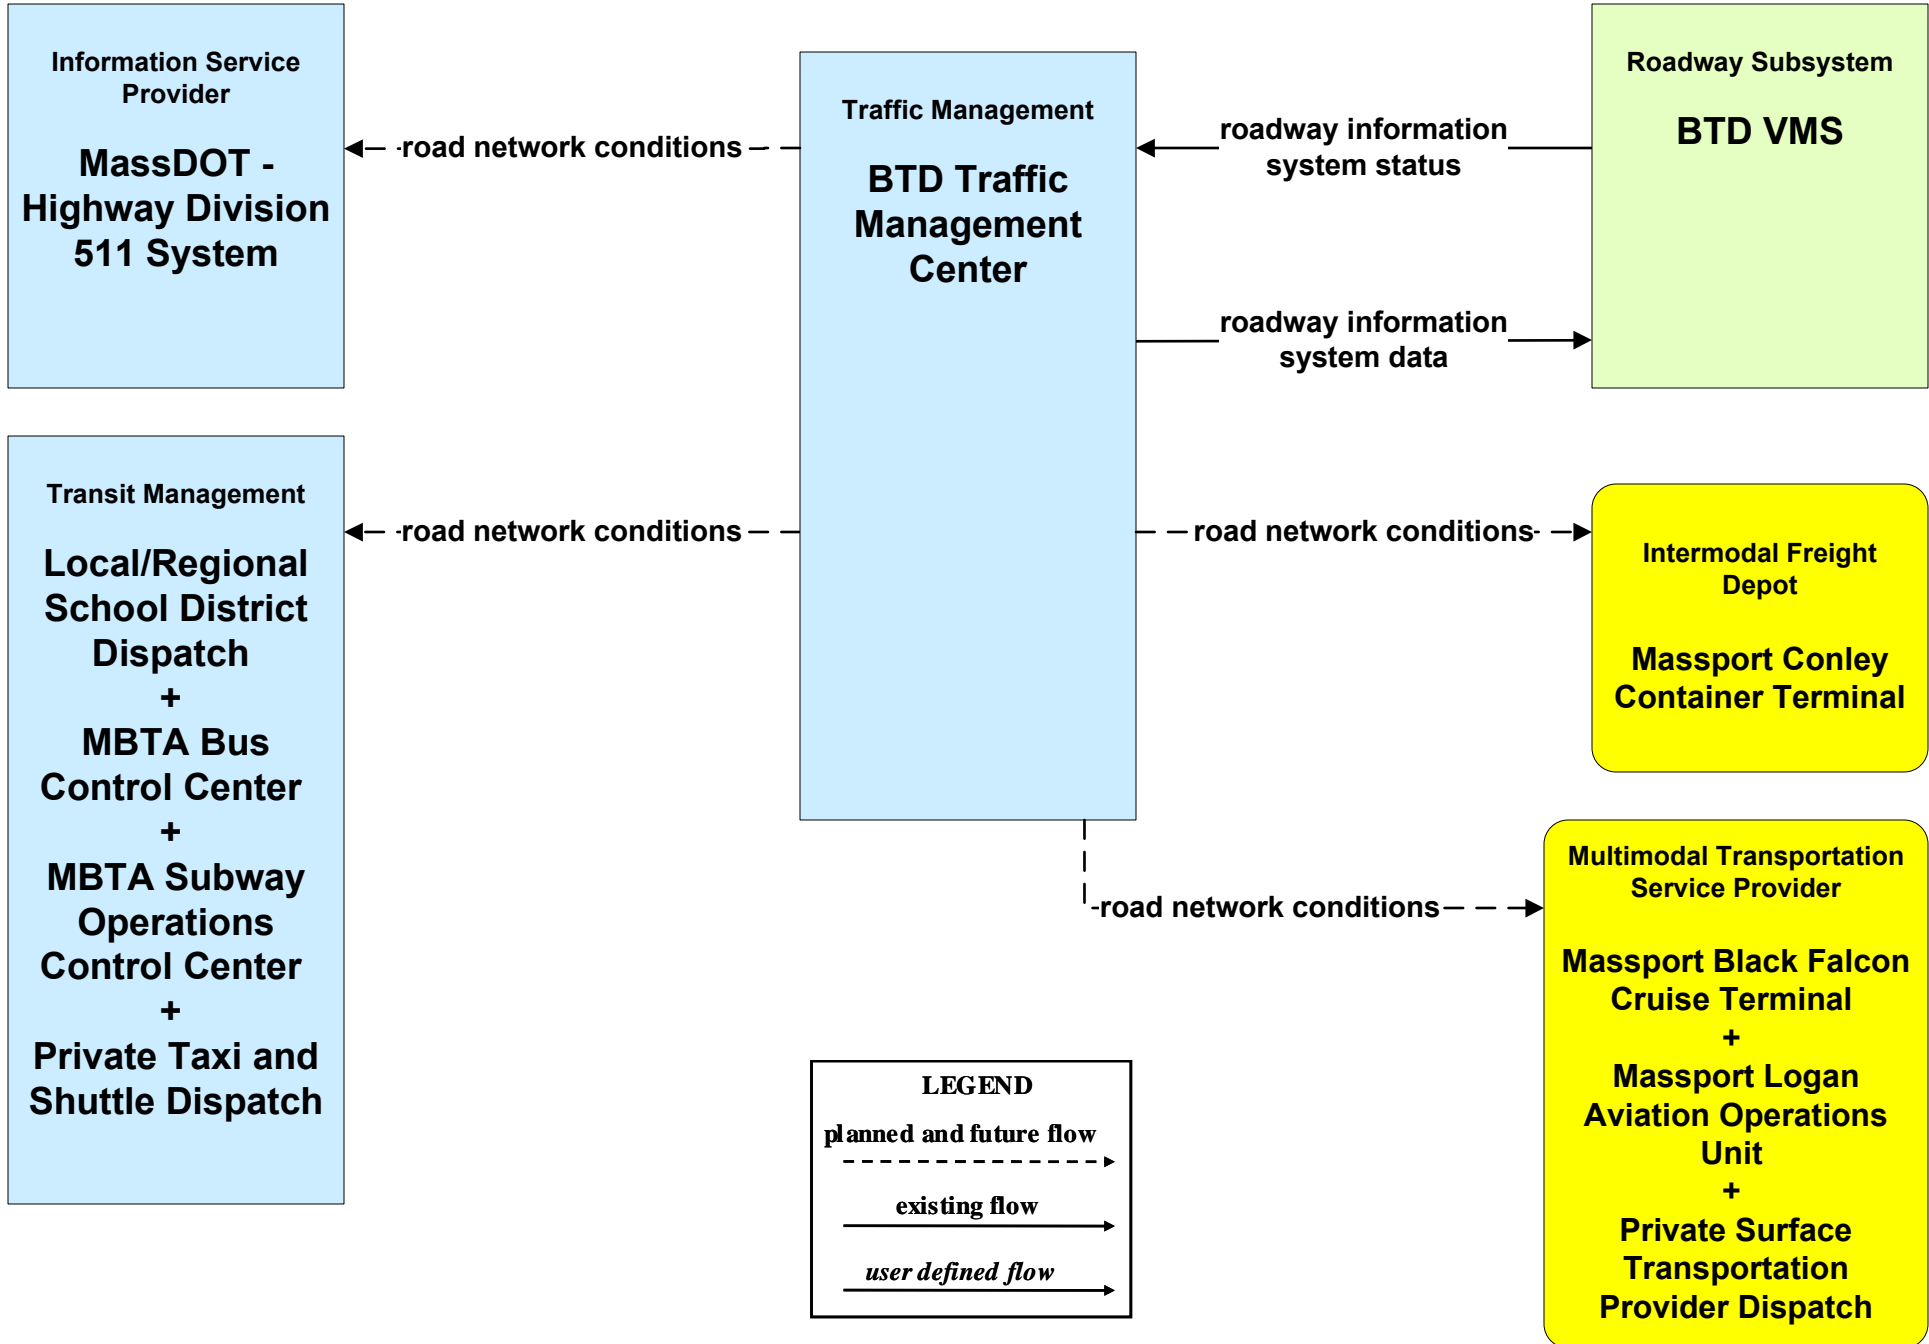 Information Service
Provider
MassDOT -
Highway Division
511 System
road network conditions
Traffic Management
BTD Traffic
Management
Center
roadway information
system status
roadway information
system data
Roadway Subsystem
BTD VMS
Transit Management
Local/Regional
School District
Dispatch
+
MBTA Bus
Control Center
+
MBTA Subway
Operations
Control Center
+
Private Taxi and
Shuttle Dispatch
road network conditions
road network conditions
Intermodal Freight
Depot
Massport Conley
Container Terminal
road network conditions
Multimodal Transportation
Service Provider
Massport Black Falcon
Cruise Terminal
+
Massport Logan
Aviation Operations
Unit
+
Private Surface
Transportation
Provider Dispatch
LEGEND
planned and future flow
existing flow
user defined flow